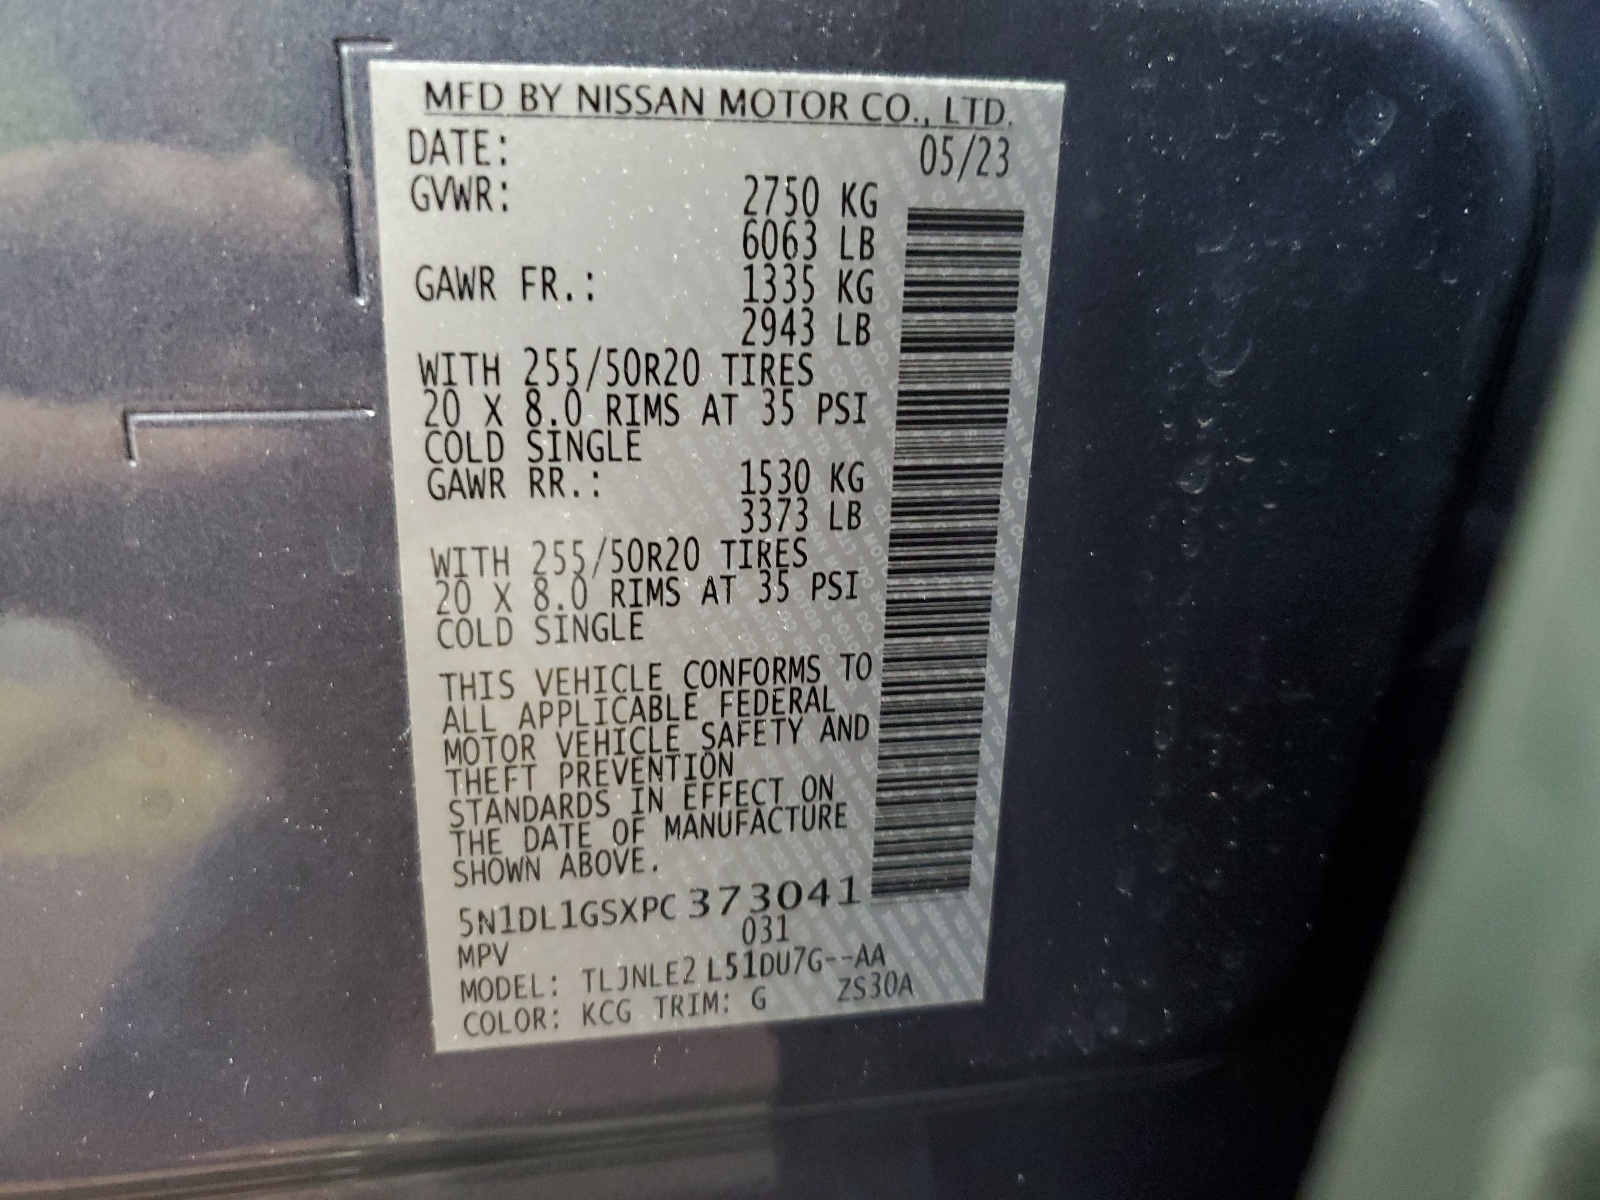 MFD BY NISSAN MOTOR CO., LTD.
DATE: 05/23
GVWR: 2750 KG
6063 LB
GAWR FR.: 1335 KG
2943 LB
WITH 255/50R20 TIRES
20 X 8.0 RIMS AT 35 PSI
COLD SINGLE
GAWR RR.: 1530 KG
3373 LB
WITH 255/50R20 TIRES
20 X 8.0 RIMS AT 35 PSI
COLD SINGLE
THIS VEHICLE CONFORMS TO
ALL APPLICABLE FEDERAL
MOTOR VEHICLE SAFETY AND
THEFT PREVENTION
STANDARDS IN EFFECT ON
THE DATE OF MANUFACTURE
SHOWN ABOVE.
5N1DL1GSXPC373041
031
MPV
MODEL: TLJNLE2 L51DU7G--AA
COLOR: KCG TRIM: G ZS30A